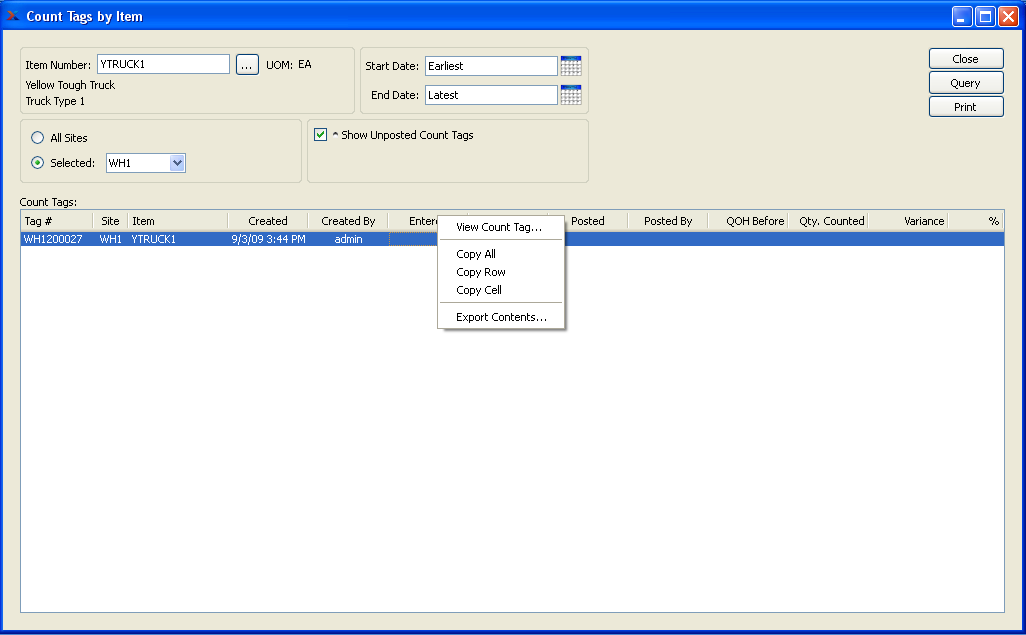 Count Tags by Item
Item Number: YTRUCK1 ... UOM: EA
Yellow Tough Truck
Truck Type 1
Start Date: Earliest
End Date: Latest
Close
Query
Print
All Sites
Selected: WH1
^ Show Unposted Count Tags
Count Tags:
Tag # Site Item Created Created By Enter Posted Posted By QOH Before Qty. Counted Variance %
WH1200027 WH1 YTRUCK1 9/3/09 3:44 PM admin
View Count Tag...
Copy All
Copy Row
Copy Cell
Export Contents...